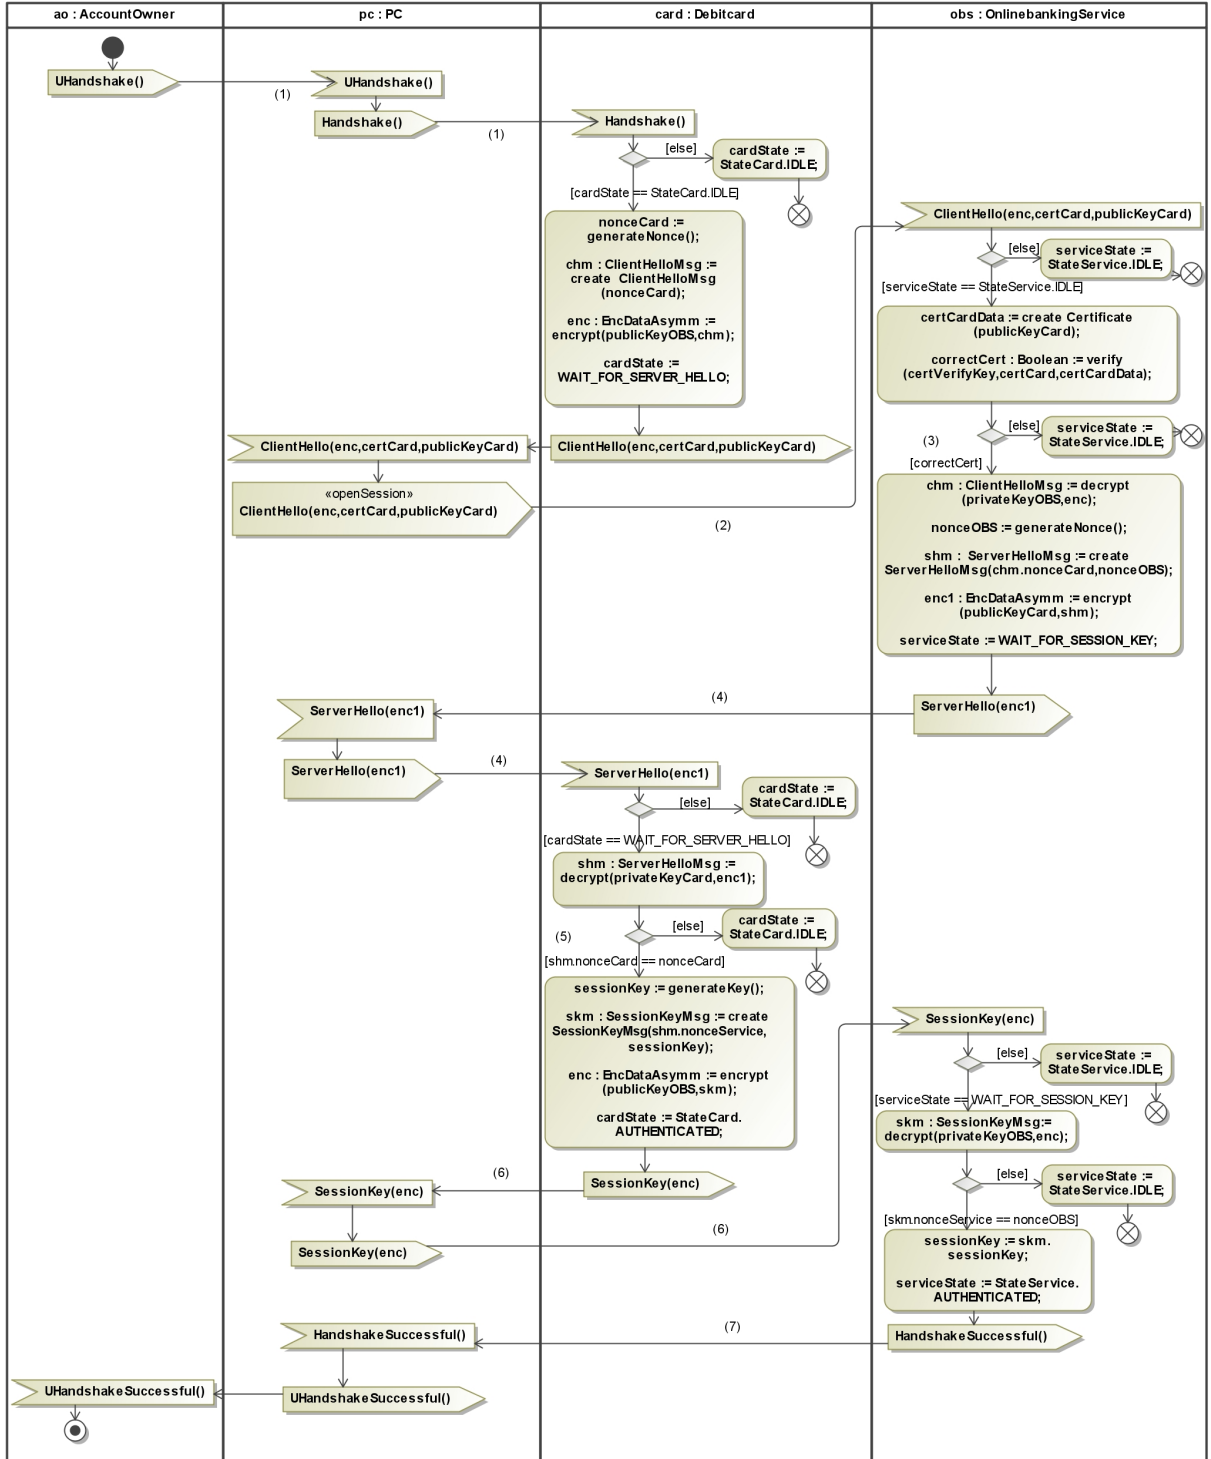 ao : AccountOwner
pc : PC
card : Debitcard
obs : OnlinebankingService
UHandshake()
(1)
UHandshake()
Handshake()
(1)
Handshake()
[else]
cardState :=
StateCard.IDLE;
[cardState == StateCard.IDLE]
nonceCard :=
generateNonce();
chm : ClientHelloMsg :=
create ClientHelloMsg
(nonceCard);
enc : EncDataAsymm :=
encrypt(publicKeyOBS,chm);
cardState :=
WAIT_FOR_SERVER_HELLO;
ClientHello(enc,certCard,publicKeyCard)
ClientHello(enc,certCard,publicKeyCard)
«openSession»
ClientHello(enc,certCard,publicKeyCard)
(2)
ClientHello(enc,certCard,publicKeyCard)
[else]
serviceState :=
StateService.IDLE;
[serviceState == StateService.IDLE]
certCardData := create Certificate
(publicKeyCard);
correctCert : Boolean := verify
(certVerifyKey,certCard,certCardData);
(3)
[else]
serviceState :=
StateService.IDLE;
[correctCert]
chm : ClientHelloMsg := decrypt
(privateKeyOBS,enc);
nonceOBS := generateNonce();
shm : ServerHelloMsg := create
ServerHelloMsg(chm.nonceCard,nonceOBS);
enc1 : EncDataAsymm := encrypt
(publicKeyCard,shm);
serviceState := WAIT_FOR_SESSION_KEY;
ServerHello(enc1)
(4)
ServerHello(enc1)
ServerHello(enc1)
(4)
ServerHello(enc1)
[else]
cardState :=
StateCard.IDLE;
[cardState == WAIT_FOR_SERVER_HELLO]
shm : ServerHelloMsg :=
decrypt(privateKeyCard,enc1);
(5)
[else]
cardState :=
StateCard.IDLE;
[shm.nonceCard == nonceCard]
sessionKey := generateKey();
skm : SessionKeyMsg := create
SessionKeyMsg(shm.nonceService,
sessionKey);
enc : EncDataAsymm := encrypt
(publicKeyOBS,skm);
cardState := StateCard.
AUTHENTICATED;
SessionKey(enc)
(6)
SessionKey(enc)
SessionKey(enc)
(6)
SessionKey(enc)
[else]
serviceState :=
StateService.IDLE;
[serviceState == WAIT_FOR_SESSION_KEY]
skm : SessionKeyMsg:=
decrypt(privateKeyOBS,enc);
[else]
serviceState :=
StateService.IDLE;
[skm.nonceService == nonceOBS]
sessionKey := skm.
sessionKey;
serviceState := StateService.
AUTHENTICATED;
HandshakeSuccessful()
(7)
HandshakeSuccessful()
UHandshakeSuccessful()
UHandshakeSuccessful()